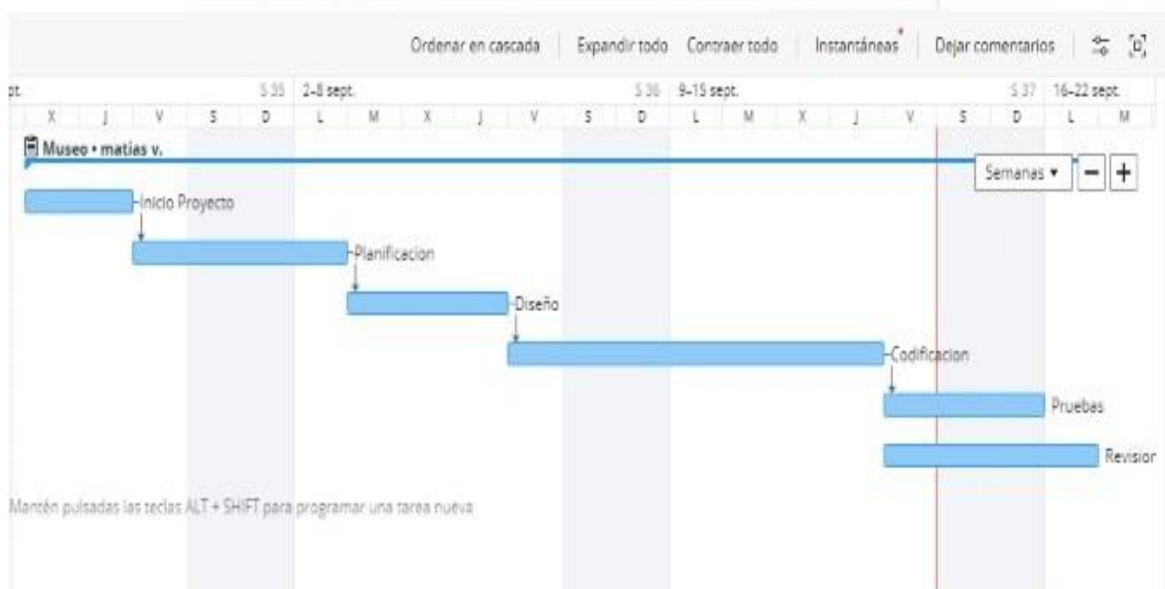 Ordenar en cascada Expandir todo Contraer todo Instantáneas* Dejar comentarios
pt. S 35 2–8 sept. S 36 9–15 sept. S 37 16–22 sept.
X J V S D L M X J V S D L M X J V S D L M
Museo • matias v.
Semanas ▾ − +
Inicio Proyecto
Planificacion
Diseño
Codificacion
Pruebas
Revision
Mantén pulsadas las teclas ALT + SHIFT para programar una tarea nueva